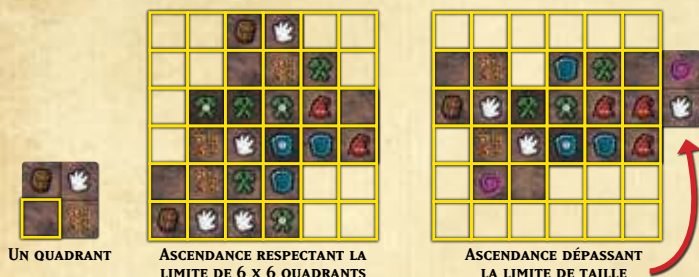 Un quadrant
Ascendance respectant la
limite de 6 x 6 quadrants
Ascendance dépassant
la limite de taille